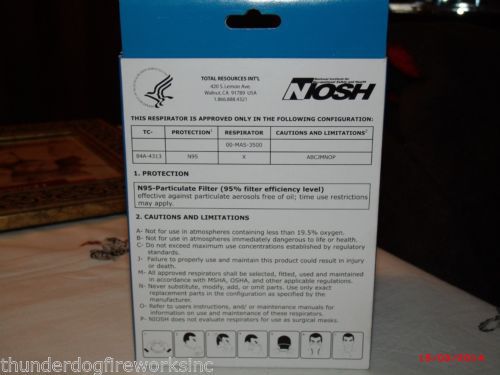 TOTAL RESOURCES INT'L
420 S. Lemon Ave.
Walnut, CA 91789 USA
1.866.888.4321
NIOSH
THIS RESPIRATOR IS APPROVED ONLY IN THE FOLLOWING CONFIGURATION:
TC- PROTECTION¹ RESPIRATOR CAUTIONS AND LIMITATIONS²
00-MAS-3500
84A-4313 N95 X ABCJMNOP
1. PROTECTION
N95-Particulate Filter (95% filter efficiency level)
effective against particulate aerosols free of oil; time use restrictions
may apply.
2. CAUTIONS AND LIMITATIONS
A- Not for use in atmospheres containing less than 19.5% oxygen.
B- Not for use in atmospheres immediately dangerous to life or health.
C- Do not exceed maximum use concentrations established by regulatory
standards.
J- Failure to properly use and maintain this product could result in injury
or death.
M- All approved respirators shall be selected, fitted, used and maintained
in accordance with MSHA, OSHA, and other applicable regulations.
N- Never substitute, modify, add, or omit parts. Use only exact
replacement parts in the configuration as specified by the
manufacturer.
O- Refer to users instructions, and/or maintenance manuals for
information on use and maintenance of these respirators.
P- NIOSH does not evaluate respirators for use as surgical masks.
thunderdogfireworksinc
thunderdogfireworksinc